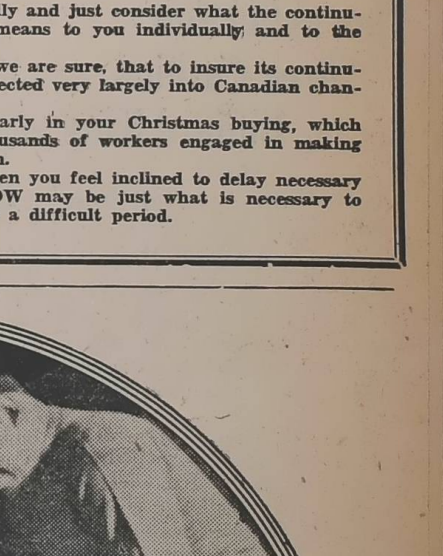 lly and just consider what the continu-
means to you individually and to the
we are sure, that to insure its continu-
ected very largely into Canadian chan-
arly in your Christmas buying, which
usands of workers engaged in making
n.
en you feel inclined to delay necessary
OW may be just what is necessary to
a difficult period.